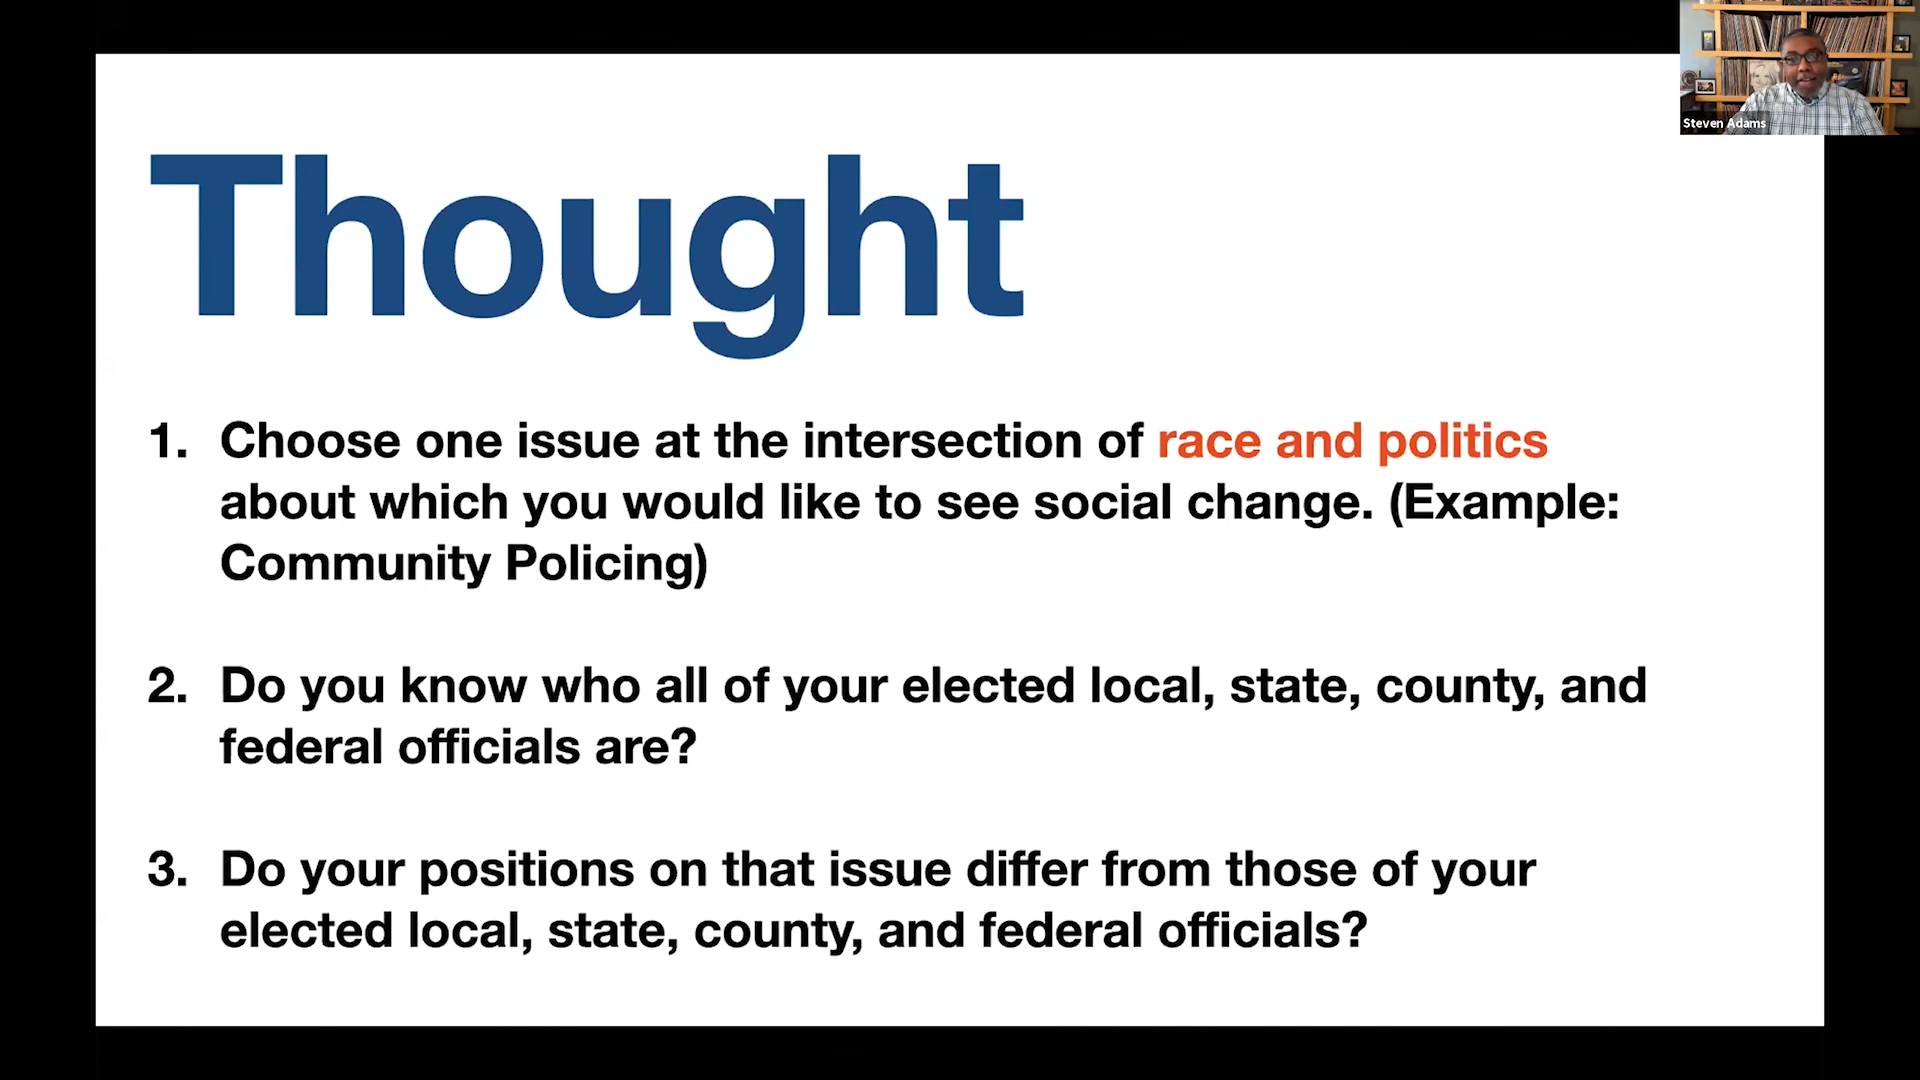 Steven Adams
Thought
1. Choose one issue at the intersection of race and politics
about which you would like to see social change. (Example:
Community Policing)
2. Do you know who all of your elected local, state, county, and
federal officials are?
3. Do your positions on that issue differ from those of your
elected local, state, county, and federal officials?